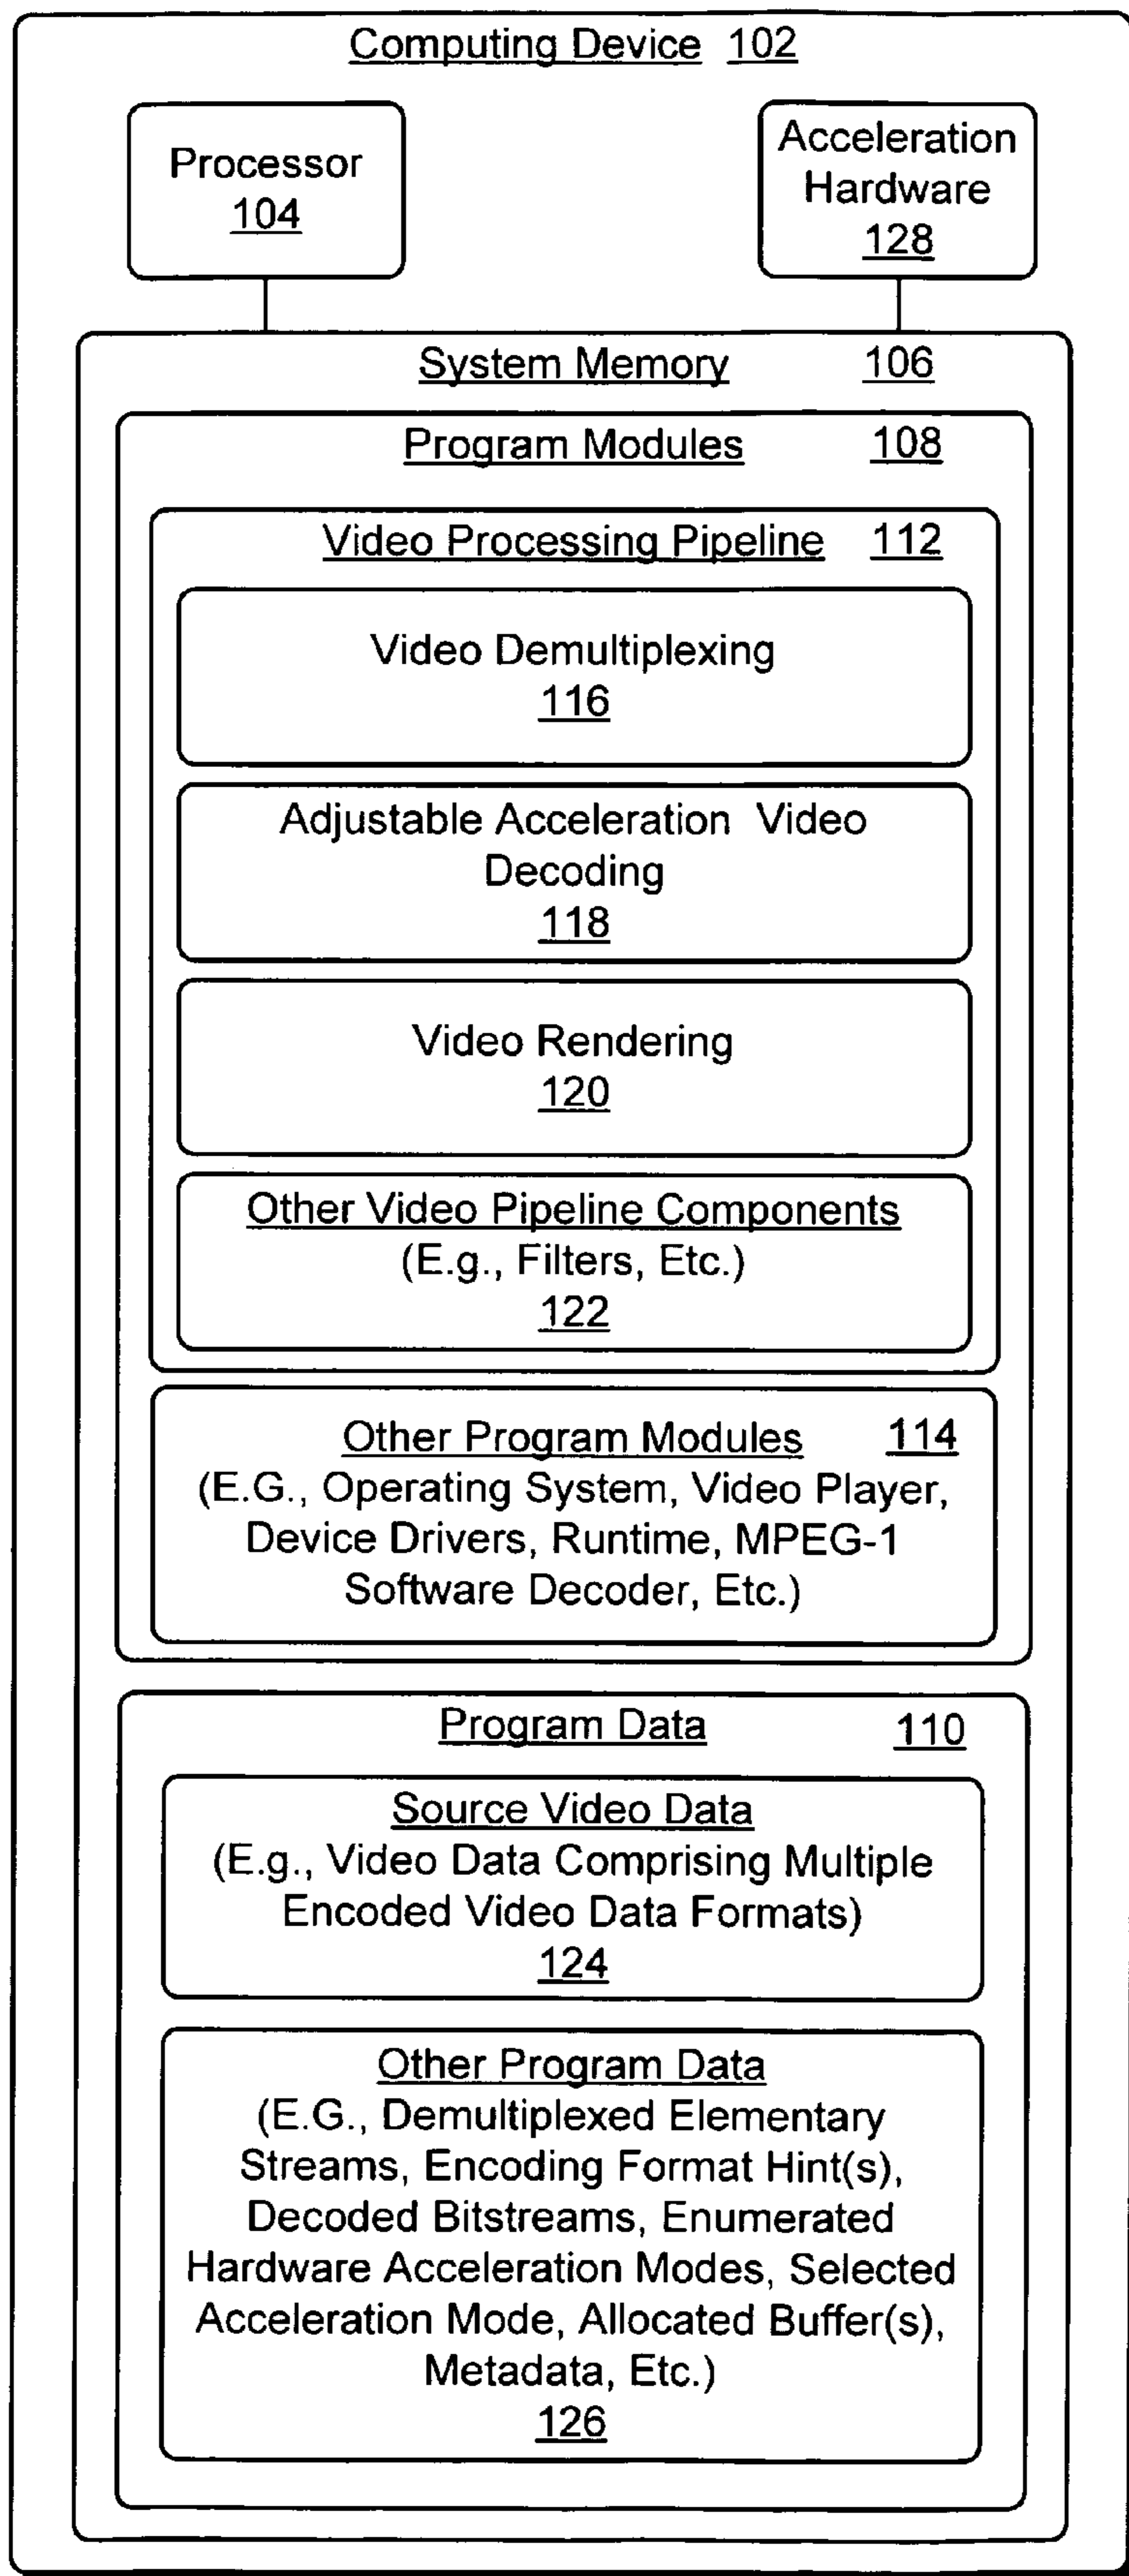 Computing Device 102
Processor
104
Acceleration
Hardware
128
System Memory 106
Program Modules 108
Video Processing Pipeline 112
Video Demultiplexing
116
Adjustable Acceleration Video
Decoding
118
Video Rendering
120
Other Video Pipeline Components
(E.g., Filters, Etc.)
122
Other Program Modules 114
(E.G., Operating System, Video Player,
Device Drivers, Runtime, MPEG-1
Software Decoder, Etc.)
Program Data 110
Source Video Data
(E.g., Video Data Comprising Multiple
Encoded Video Data Formats)
124
Other Program Data
(E.G., Demultiplexed Elementary
Streams, Encoding Format Hint(s),
Decoded Bitstreams, Enumerated
Hardware Acceleration Modes, Selected
Acceleration Mode, Allocated Buffer(s),
Metadata, Etc.)
126